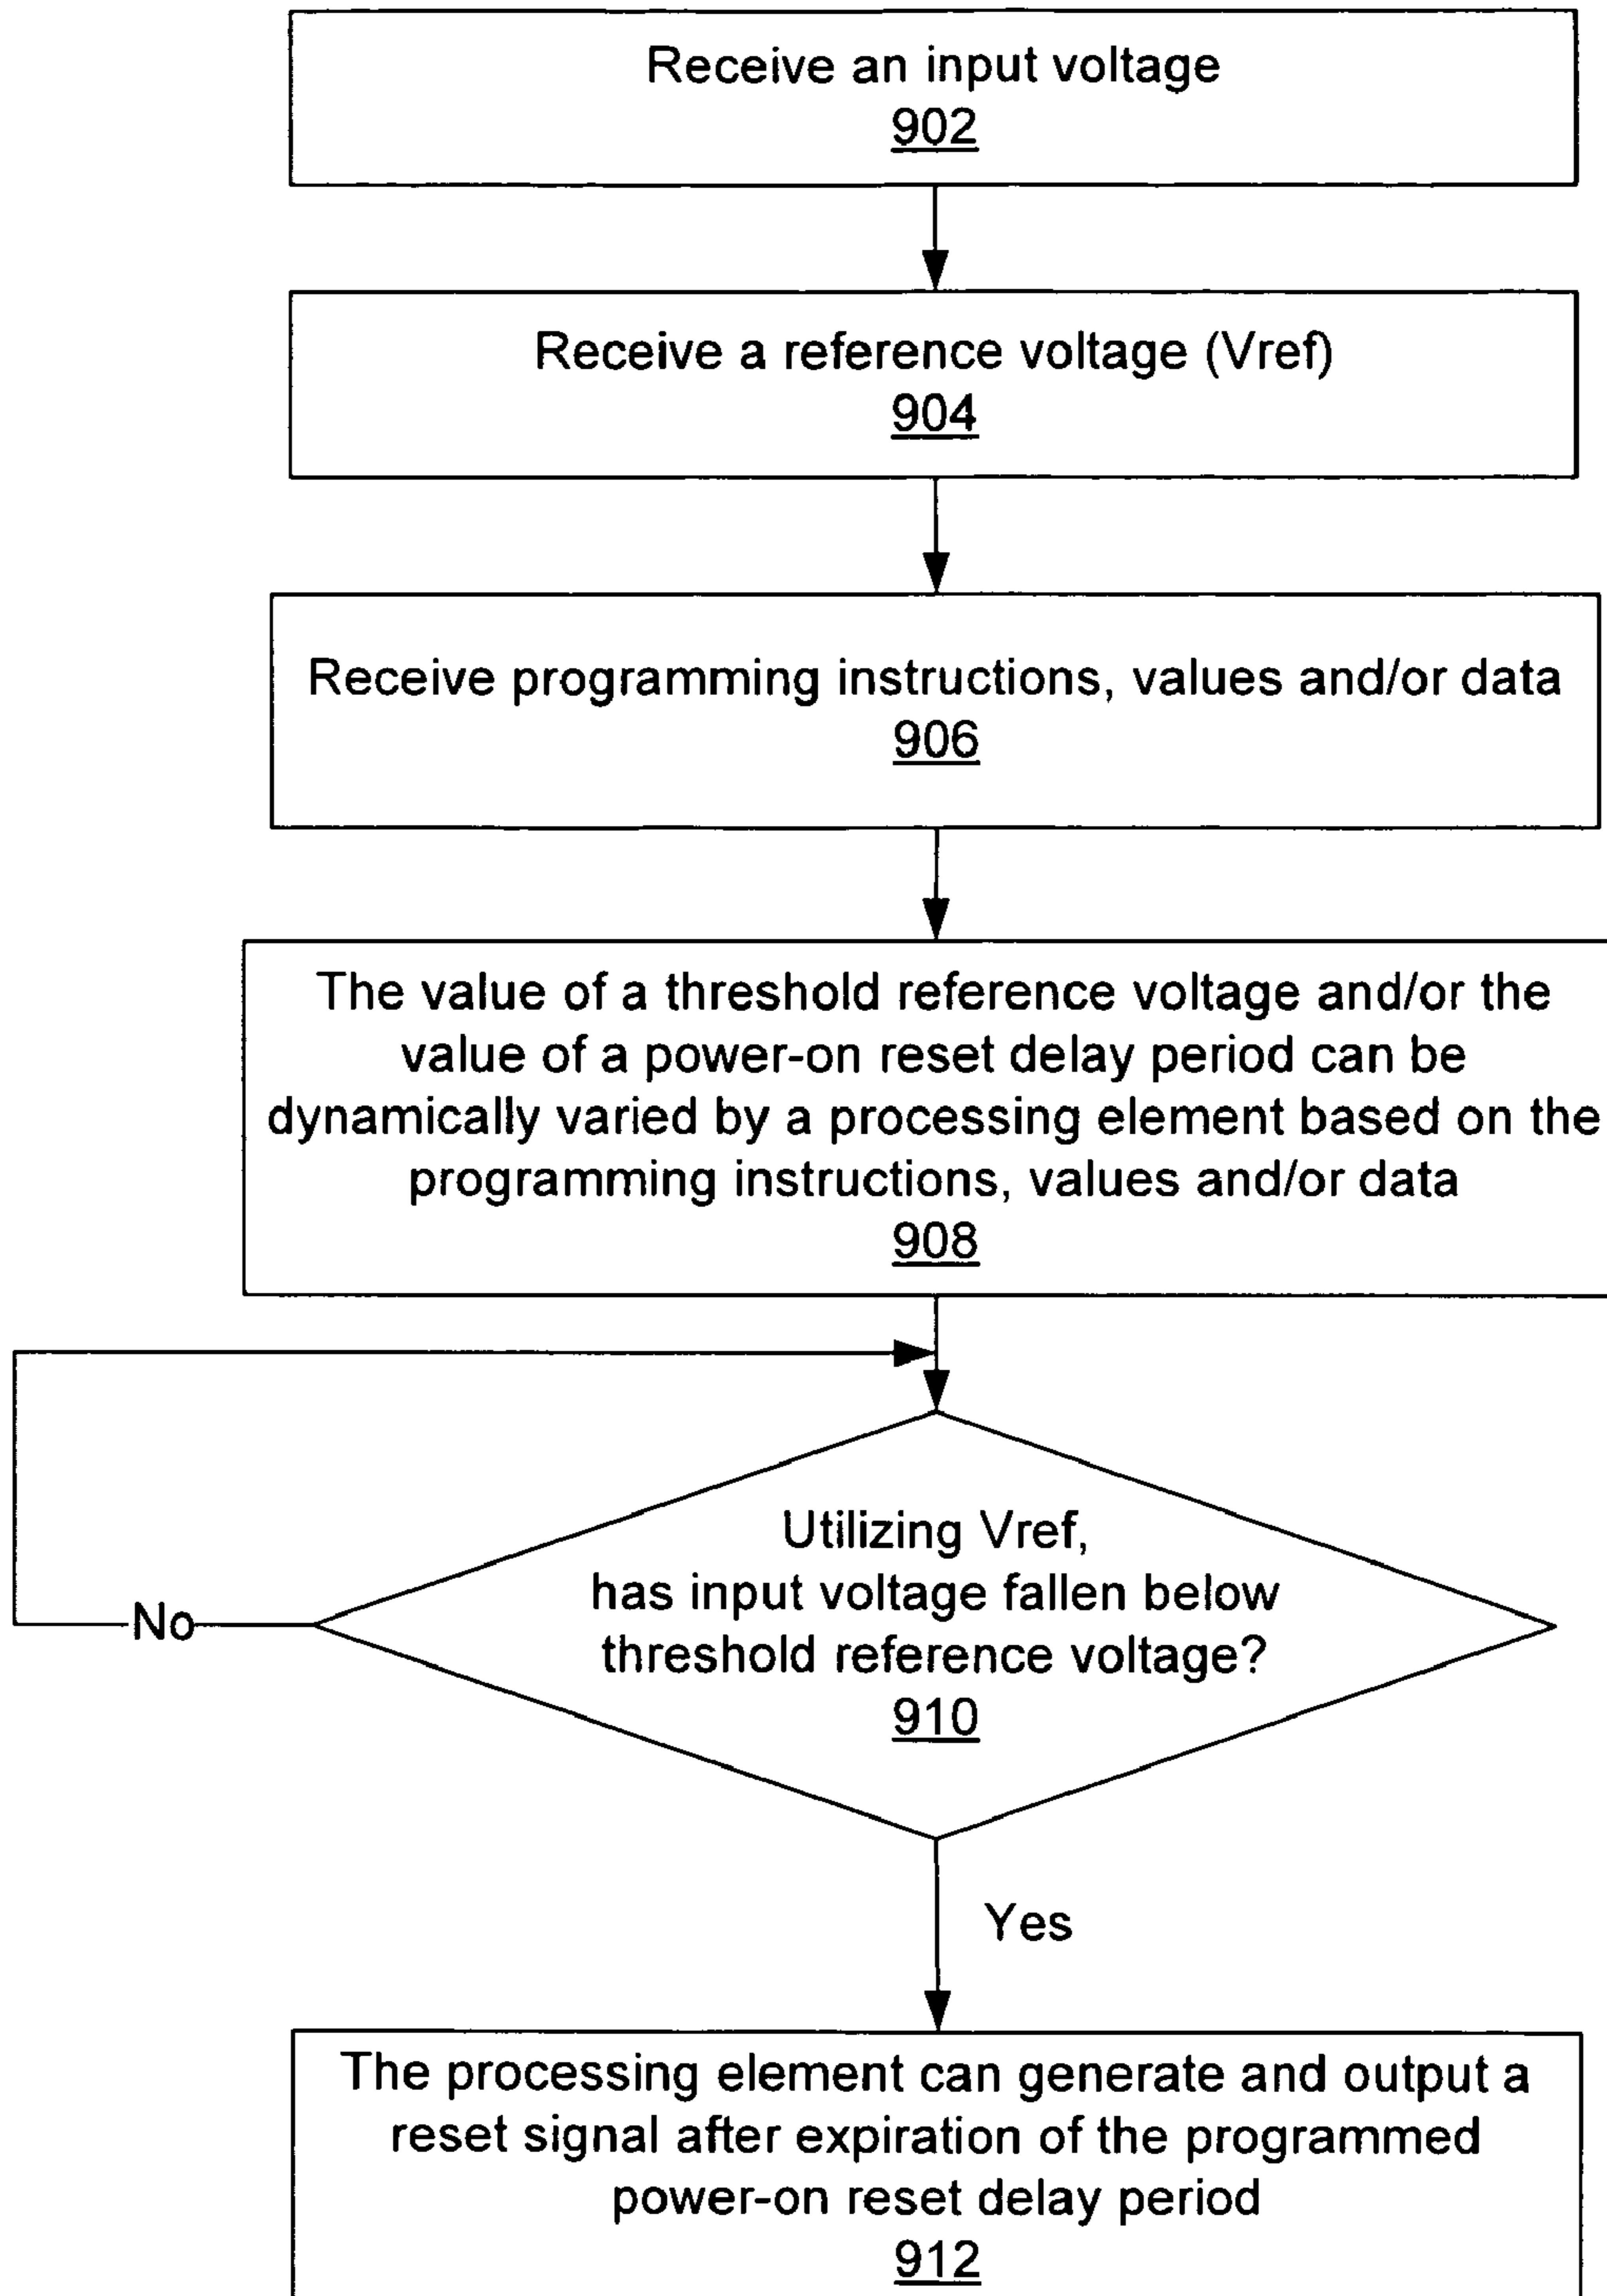 Receive an input voltage
902
Receive a reference voltage (Vref)
904
Receive programming instructions, values and/or data
906
The value of a threshold reference voltage and/or the
value of a power-on reset delay period can be
dynamically varied by a processing element based on the
programming instructions, values and/or data
908
Utilizing Vref,
has input voltage fallen below
threshold reference voltage?
910
No
Yes
The processing element can generate and output a
reset signal after expiration of the programmed
power-on reset delay period
912